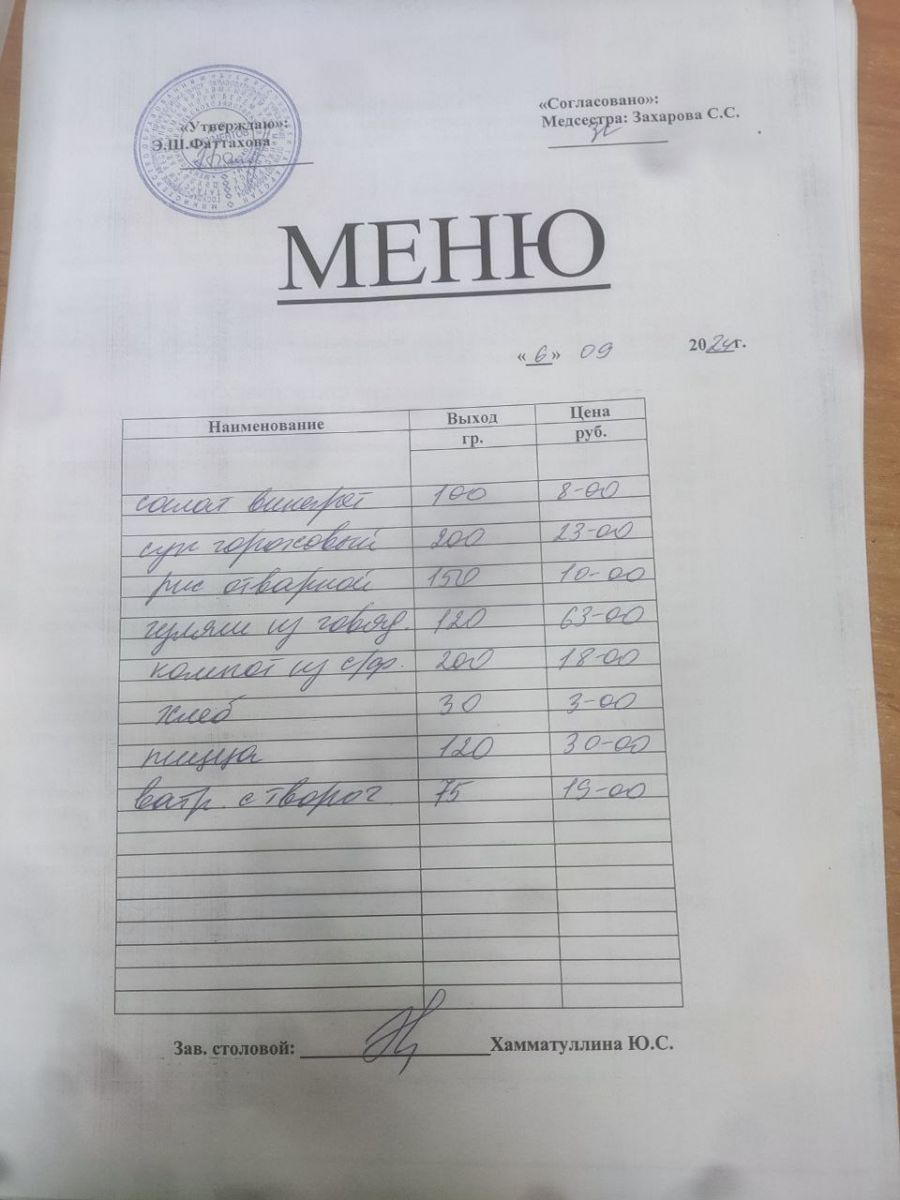 «Утверждаю»:
Э.Ш.Фаттахова
«Согласовано»:
Медсестра: Захарова С.С.
МЕНЮ
«6» 09 2024г.
Наименование Выход гр. Цена руб.
салат винегрет 100 8-00
суп гороховый 200 23-00
рис отварной 150 10-00
гуляш из говяд. 120 63-00
компот из с/фр. 200 18-00
хлеб 30 3-00
пицца 120 30-00
ватр. с творог 75 19-00
Зав. столовой: Хамматуллина Ю.С.